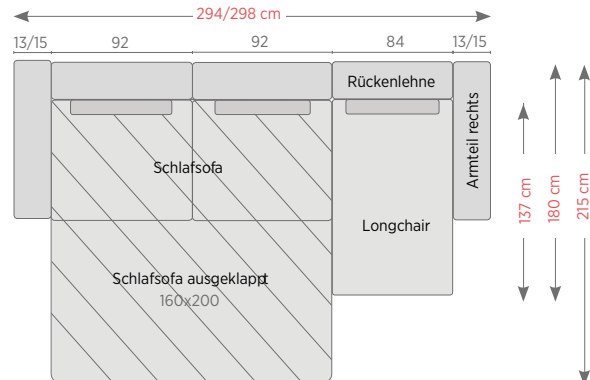 294/298 cm
13/15 92 92 84 13/15
Rückenlehne
Armteil rechts
Schlafsofa
Longchair
137 cm
180 cm
215 cm
Schlafsofa ausgeklappt
160x200